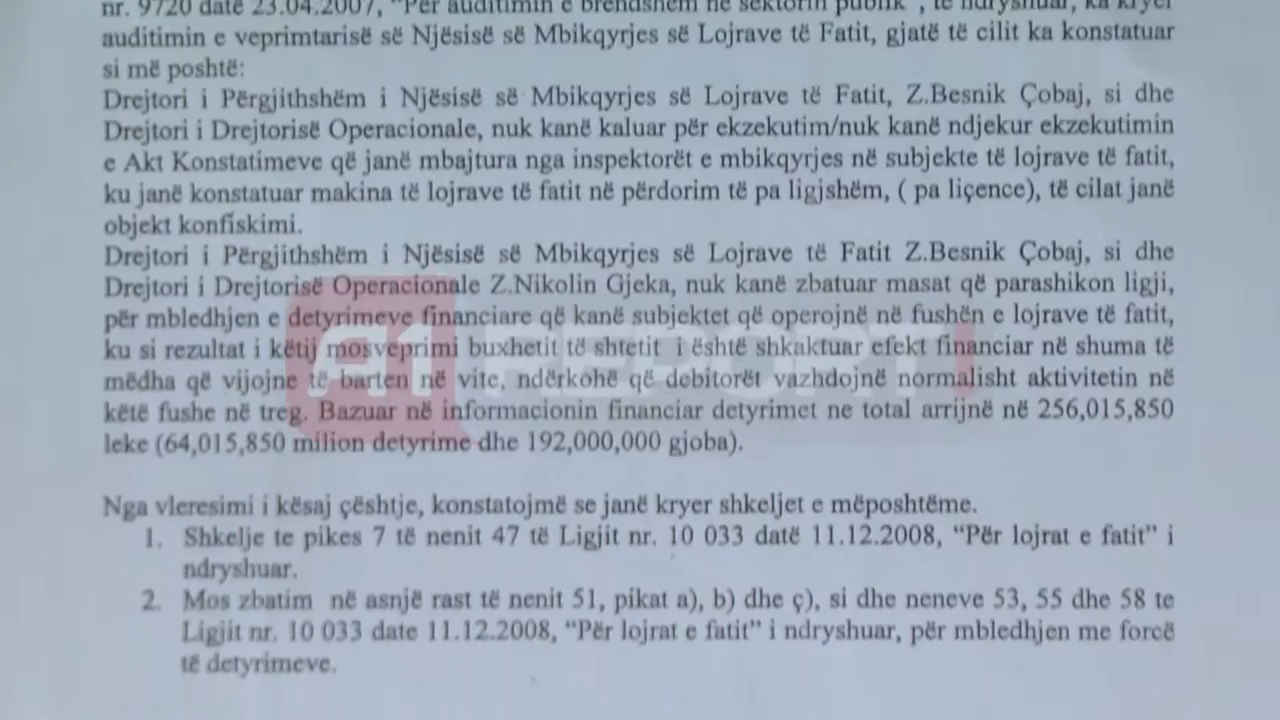 nr. 9720 datë 23.04.2007, "Për auditimin e brendshëm në sektorin publik", të ndryshuar, ka kryer
auditimin e veprimtarisë së Njësisë së Mbikqyrjes së Lojrave të Fatit, gjatë të cilit ka konstatuar
si më poshtë:
Drejtori i Përgjithshëm i Njësisë së Mbikqyrjes së Lojrave të Fatit, Z.Besnik Çobaj, si dhe
Drejtori i Drejtorisë Operacionale, nuk kanë kaluar për ekzekutim/nuk kanë ndjekur ekzekutimin
e Akt Konstatimeve që janë mbajtura nga inspektorët e mbikqyrjes në subjekte të lojrave të fatit,
ku janë konstatuar makina të lojrave të fatit në përdorim të pa ligjshëm, ( pa liçence), të cilat janë
objekt konfiskimi.
Drejtori i Përgjithshëm i Njësisë së Mbikqyrjes së Lojrave të Fatit Z.Besnik Çobaj, si dhe
Drejtori i Drejtorisë Operacionale Z.Nikolin Gjeka, nuk kanë zbatuar masat që parashikon ligji,
për mbledhjen e detyrimeve financiare që kanë subjektet që operojnë në fushën e lojrave të fatit,
ku si rezultat i këtij mosveprimi buxhetit të shtetit i është shkaktuar efekt financiar në shuma të
mëdha që vijojne të barten në vite, ndërkohë që debitorët vazhdojnë normalisht aktivitetin në
këtë fushe në treg. Bazuar në informacionin financiar detyrimet ne total arrijnë në 256,015,850
leke (64,015,850 milion detyrime dhe 192,000,000 gjoba).
A1 REPORT
Nga vleresimi i kësaj çështje, konstatojmë se janë kryer shkeljet e mëposhtëme.
1. Shkelje te pikes 7 të nenit 47 të Ligjit nr. 10 033 datë 11.12.2008, "Për lojrat e fatit" i
ndryshuar.
2. Mos zbatim në asnjë rast të nenit 51, pikat a), b) dhe ç), si dhe neneve 53, 55 dhe 58 te
Ligjit nr. 10 033 date 11.12.2008, "Për lojrat e fatit" i ndryshuar, për mbledhjen me forcë
të detyrimeve.